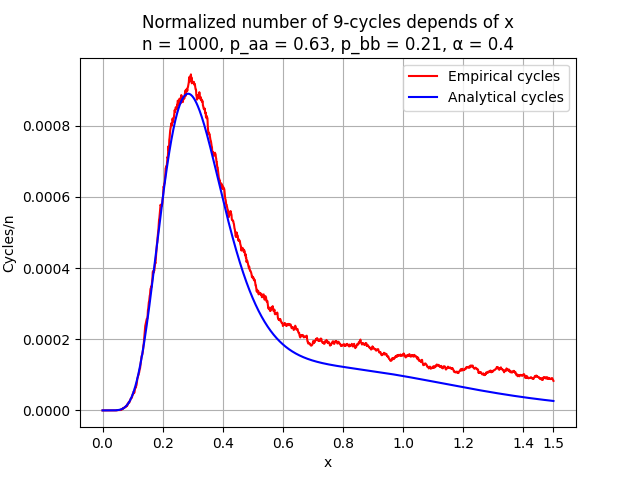 Normalized number of 9-cycles depends of x
n = 1000, p_aa = 0.63, p_bb = 0.21, α = 0.4
Empirical cycles
Analytical cycles
Cycles/n
0.0008
0.0006
0.0004
0.0002
0.0000
0.0 0.2 0.4 0.6 0.8 1.0 1.2 1.4 1.5
x